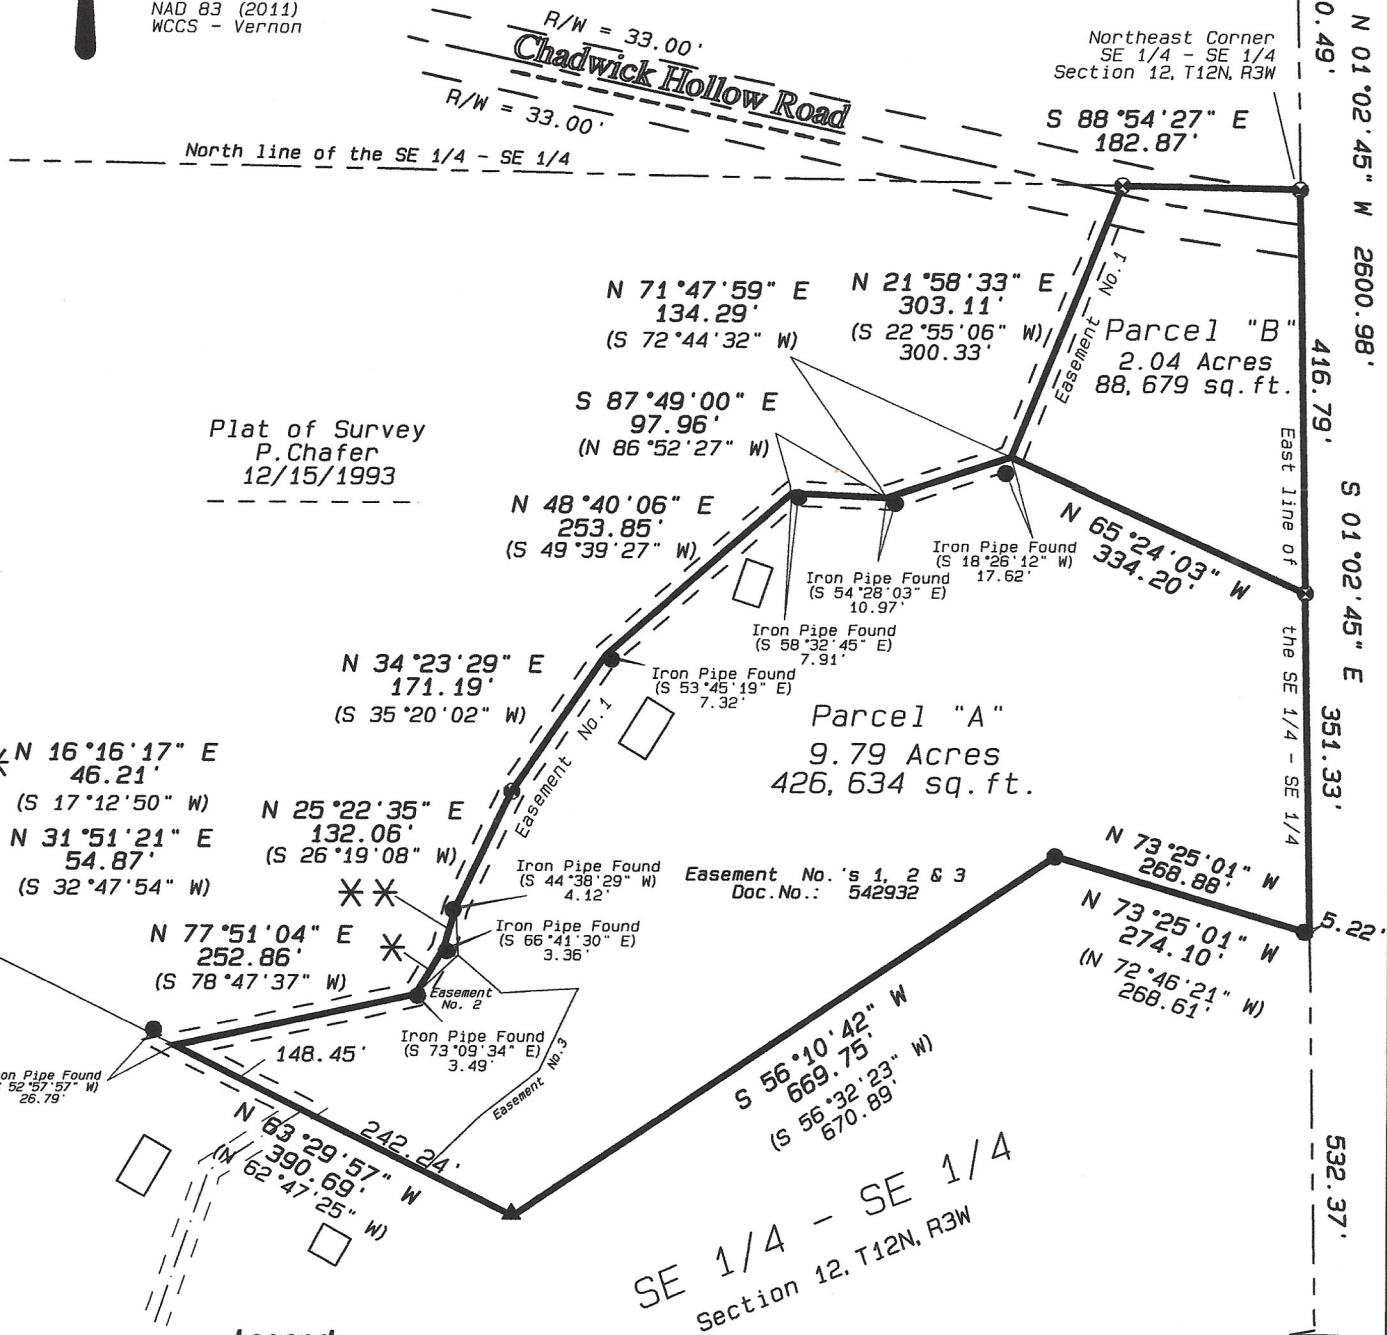 NAD 83 (2011)
WCCS - Vernon
R/W = 33.00'
Chadwick Hollow Road
R/W = 33.00'
Northeast Corner
SE 1/4 - SE 1/4
Section 12, T12N, R3W
S 88°54'27" E
182.87'
0.49'
N 01°02'45" W 2600.98'
North line of the SE 1/4 - SE 1/4
N 71°47'59" E
134.29'
(S 72°44'32" W)
N 21°58'33" E
303.11'
(S 22°55'06" W)
300.33'
Easement No. 1
Parcel "B"
2.04 Acres
88,679 sq.ft.
416.79'
S 87°49'00" E
97.96'
(N 86°52'27" W)
Plat of Survey
P.Chafer
12/15/1993
N 48°40'06" E
253.85'
(S 49°39'27" W)
East line of the SE 1/4 - SE 1/4
S 01°02'45" E
N 65°24'03" W
334.20'
Iron Pipe Found
(S 18°26'12" W)
17.62'
Iron Pipe Found
(S 54°28'03" E)
10.97'
Iron Pipe Found
(S 58°32'45" E)
7.91'
Iron Pipe Found
(S 53°45'19" E)
7.32'
N 34°23'29" E
171.19'
(S 35°20'02" W)
Easement No. 1
Parcel "A"
9.79 Acres
426,634 sq.ft.
351.33'
N 16°16'17" E
46.21'
(S 17°12'50" W)
N 31°51'21" E
54.87'
(S 32°47'54" W)
N 25°22'35" E
132.06'
(S 26°19'08" W)
Iron Pipe Found
(S 44°38'29" W)
4.12'
Easement No.'s 1, 2 & 3
Doc.No.: 542932
N 73°25'01" W
268.88'
N 73°25'01" W
274.10'
(N 72°46'21" W)
268.61'
5.22'
N 77°51'04" E
252.86'
(S 78°47'37" W)
Iron Pipe Found
(S 66°41'30" E)
3.36'
Easement
No. 2
Iron Pipe Found
(S 73°09'34" E)
3.49'
Easement No.3
148.45'
on Pipe Found
52°57'57" W)
26.79'
242.24'
N 63°29'57" W
390.69'
(N 62°47'25" W)
S 56°10'42" W
669.75'
(S 56°32'23" W)
670.89'
532.37'
SE 1/4 - SE 1/4
Section 12, T12N, R3W